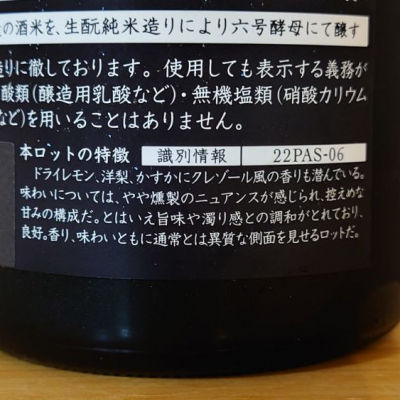 の酒米を、生酛純米造りにより六号酵母にて醸す
造りに徹しております。使用しても表示する義務が
酸類(醸造用乳酸など)・無機塩類(硝酸カリウム
など)を用いることはありません。
本ロットの特徴 識別情報 22PAS-06
ドライレモン、洋梨、かすかにクレゾール風の香りも潜んでいる。
味わいについては、やや燻製のニュアンスが感じられ、控えめな
甘みの構成だ。とはいえ旨味や濁り感との調和がとれており、
良好。香り、味わいともに通常とは異質な側面を見せるロットだ。